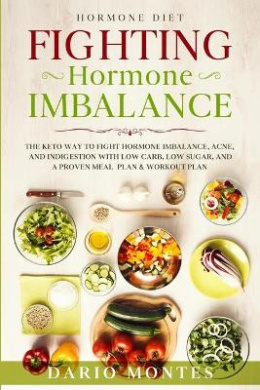 HORMONE DIET
FIGHTING
Hormone
IMBALANCE
THE KETO WAY TO FIGHT HORMONE IMBALANCE, ACNE,
AND INDIGESTION WITH LOW CARB, LOW SUGAR, AND
A PROVEN MEAL PLAN & WORKOUT PLAN
DARIO MONTES